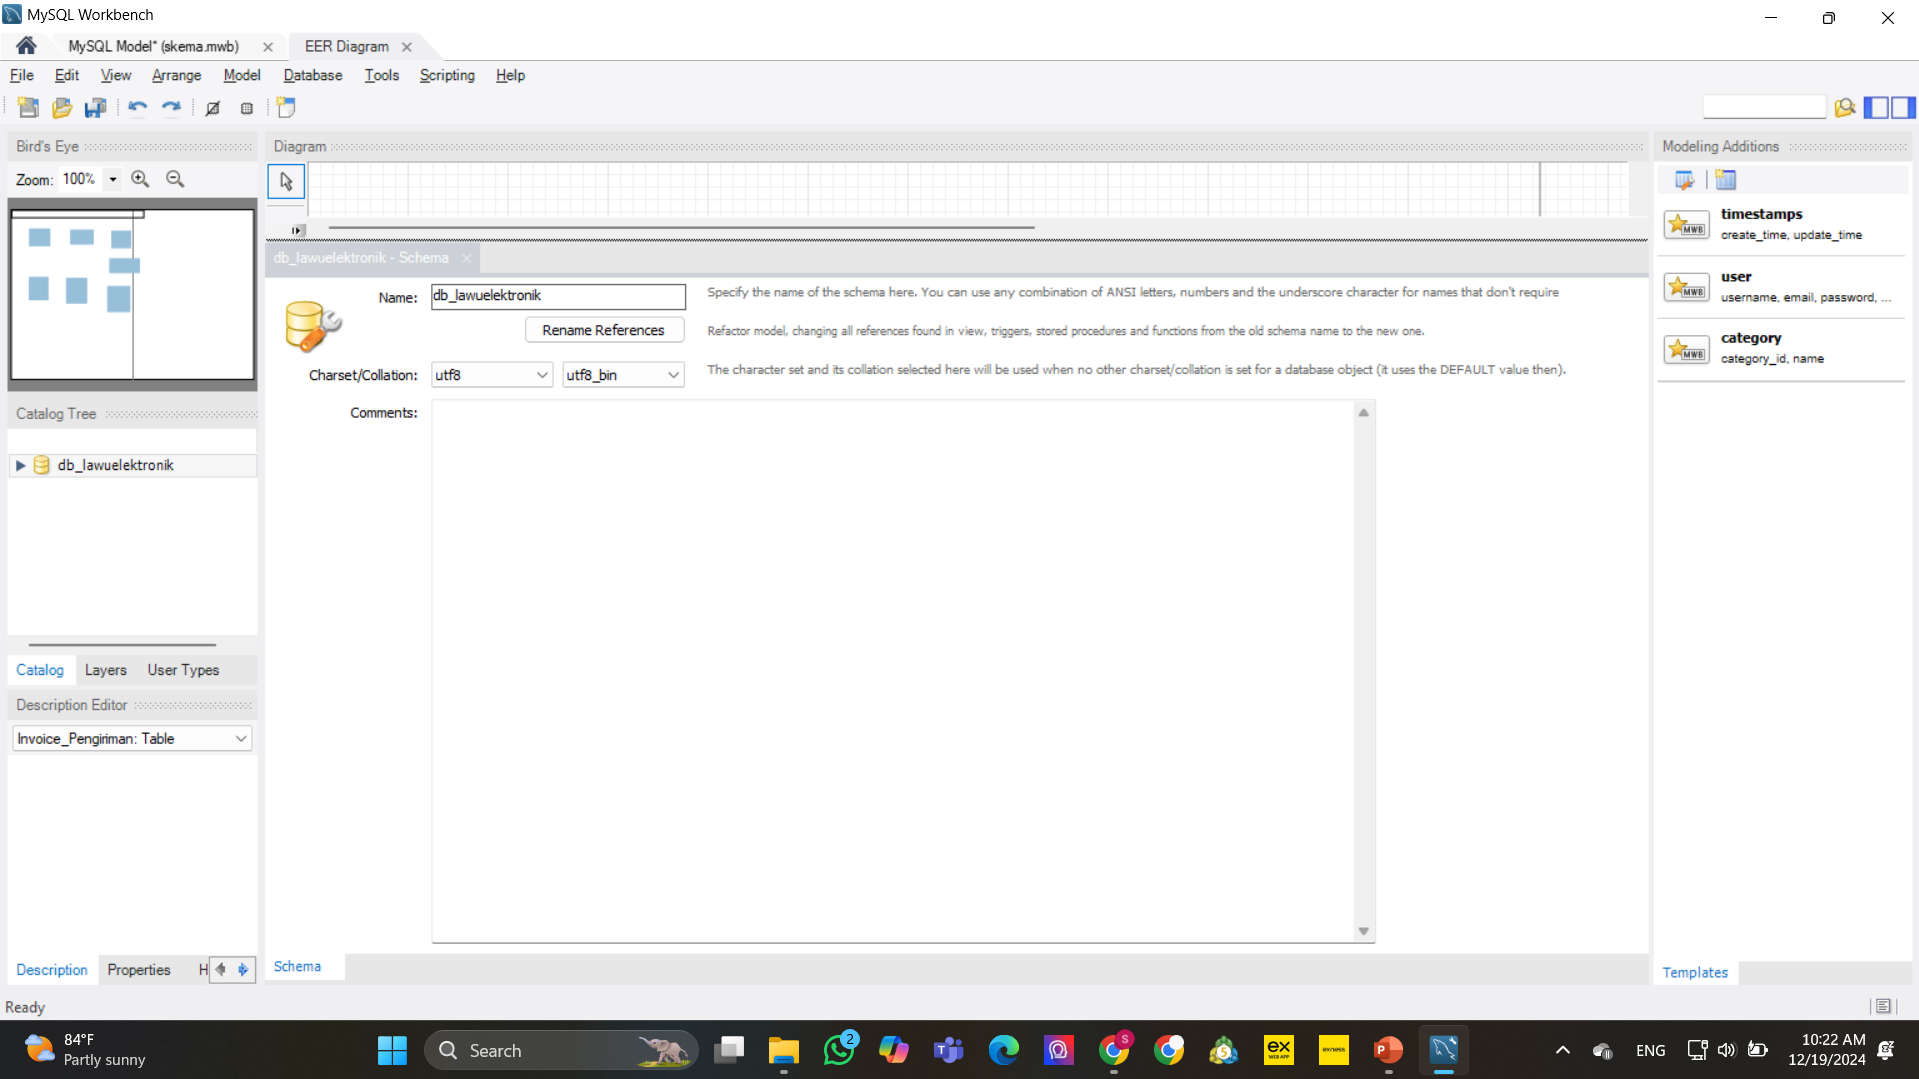 MySQL Workbench
MySQL Model* (skema.mwb)
EER Diagram
File Edit View Arrange Model Database Tools Scripting Help
Bird's Eye
Zoom: 100%
Diagram
Modeling Additions
timestamps
create_time, update_time
user
username, email, password, ...
category
category_id, name
db_lawuelektronik - Schema
Name: db_lawuelektronik
Specify the name of the schema here. You can use any combination of ANSI letters, numbers and the underscore character for names that don't require
Rename References
Refactor model, changing all references found in view, triggers, stored procedures and functions from the old schema name to the new one.
Charset/Collation: utf8 utf8_bin
The character set and its collation selected here will be used when no other charset/collation is set for a database object (it uses the DEFAULT value then).
Comments:
Catalog Tree
db_lawuelektronik
Catalog Layers User Types
Description Editor
Invoice_Pengiriman: Table
Description Properties H
Schema
Templates
Ready
84°F
Partly sunny
Search
2
S
EX
WEB APP
exness
P
ENG
10:22 AM
12/19/2024